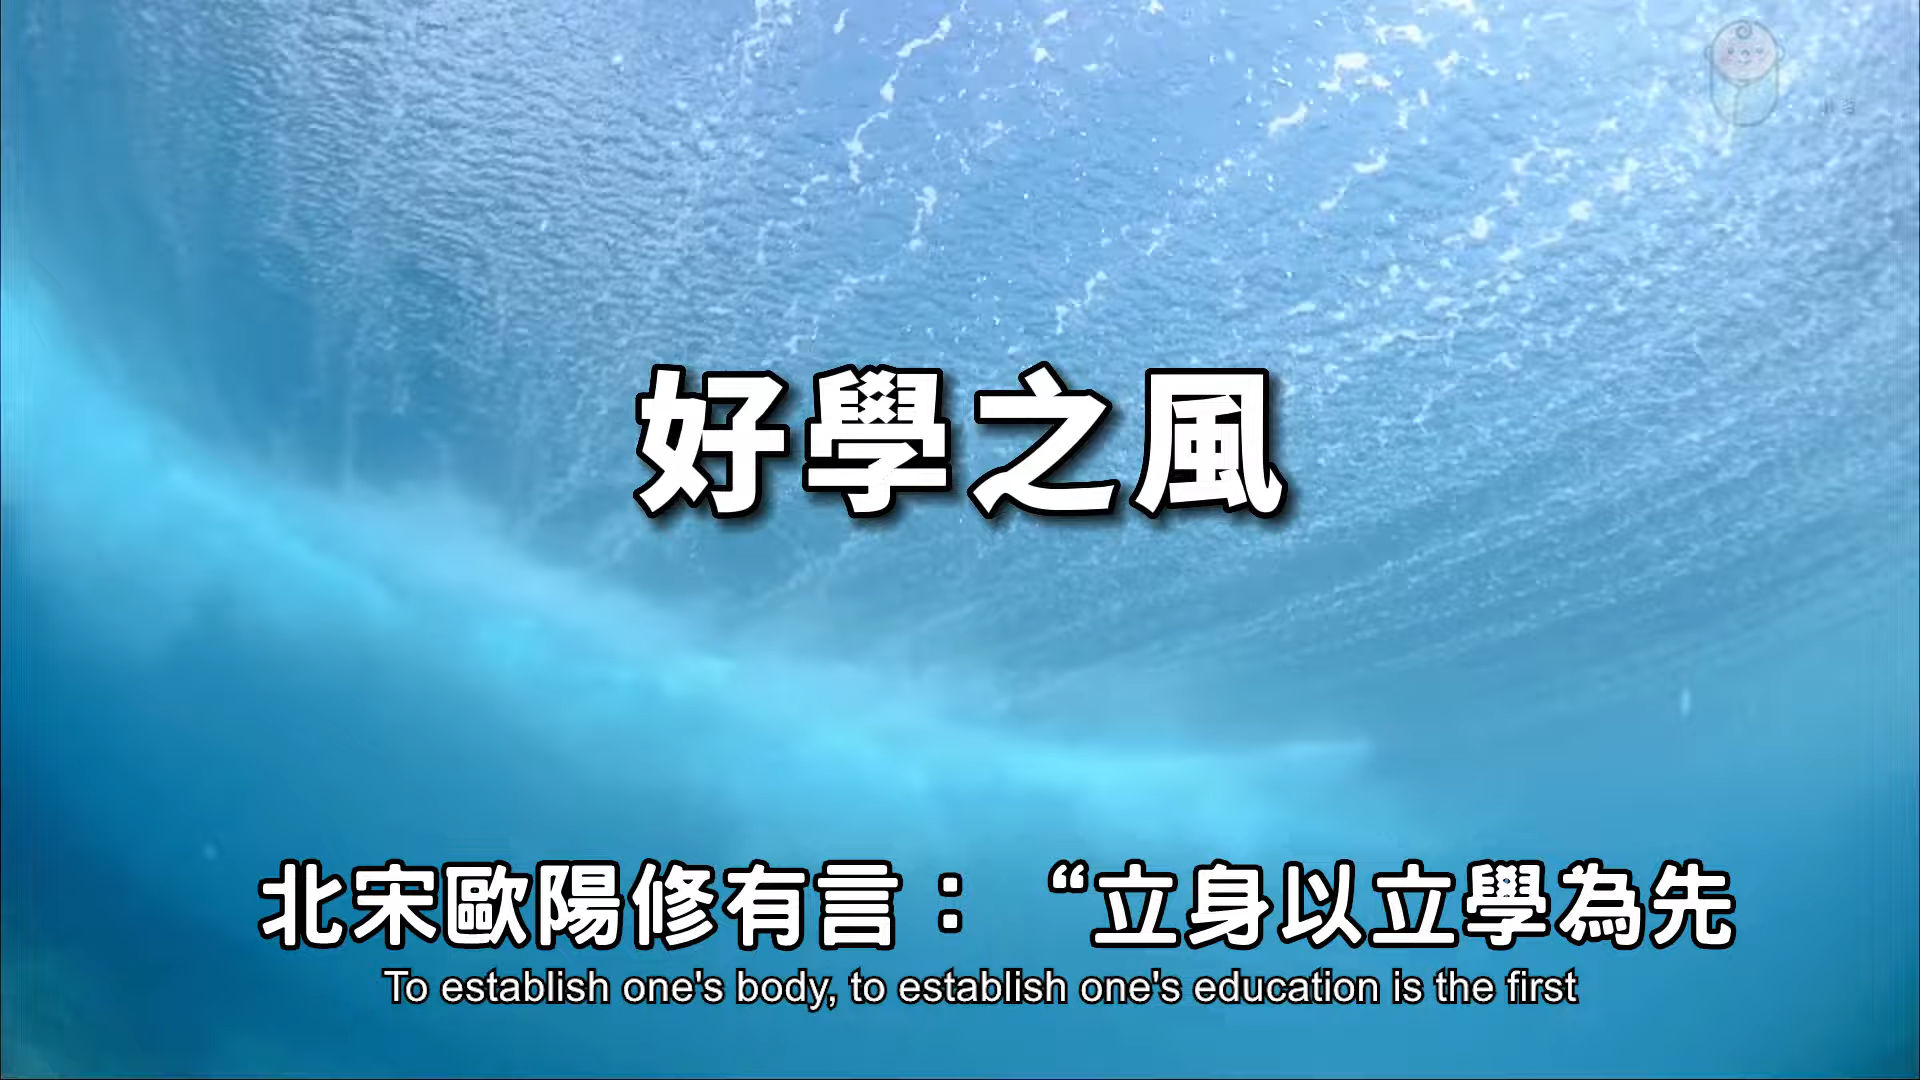 好學之風
北宋歐陽修有言：“立身以立學為先
To establish one's body, to establish one's education is the first